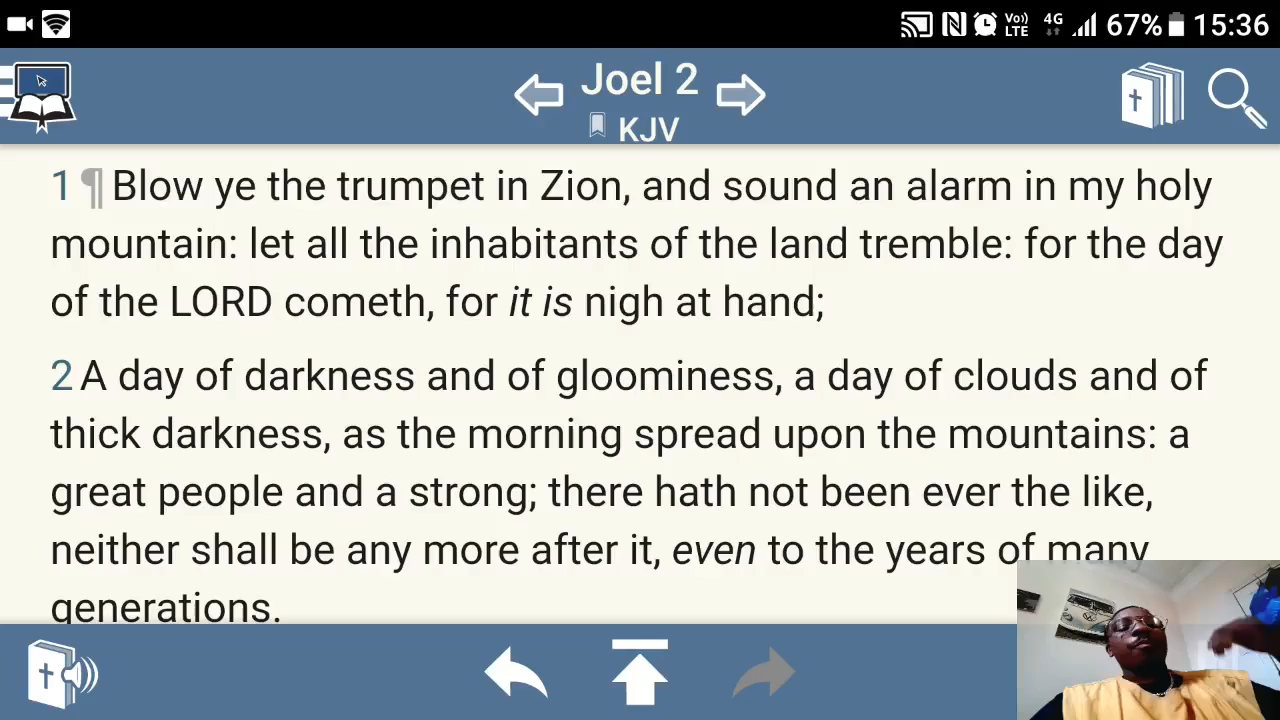 Vo)) LTE 4G 67% 15:36
Joel 2
KJV
1 ¶ Blow ye the trumpet in Zion, and sound an alarm in my holy
mountain: let all the inhabitants of the land tremble: for the day
of the LORD cometh, for it is nigh at hand;
2 A day of darkness and of gloominess, a day of clouds and of
thick darkness, as the morning spread upon the mountains: a
great people and a strong; there hath not been ever the like,
neither shall be any more after it, even to the years of many
generations.